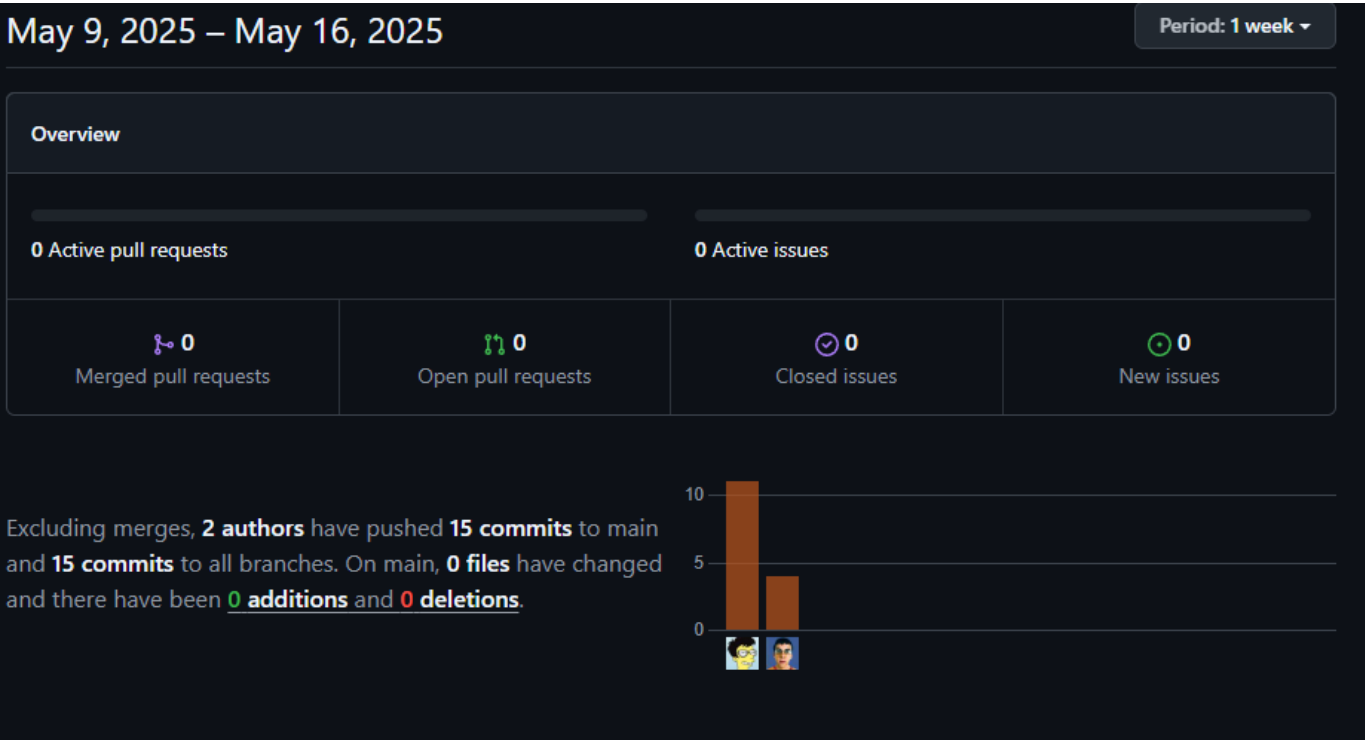 May 9, 2025 – May 16, 2025
Period: 1 week
Overview
0 Active pull requests
0 Active issues
0
Merged pull requests
0
Open pull requests
0
Closed issues
0
New issues
Excluding merges, 2 authors have pushed 15 commits to main
and 15 commits to all branches. On main, 0 files have changed
and there have been 0 additions and 0 deletions.
10
5
0